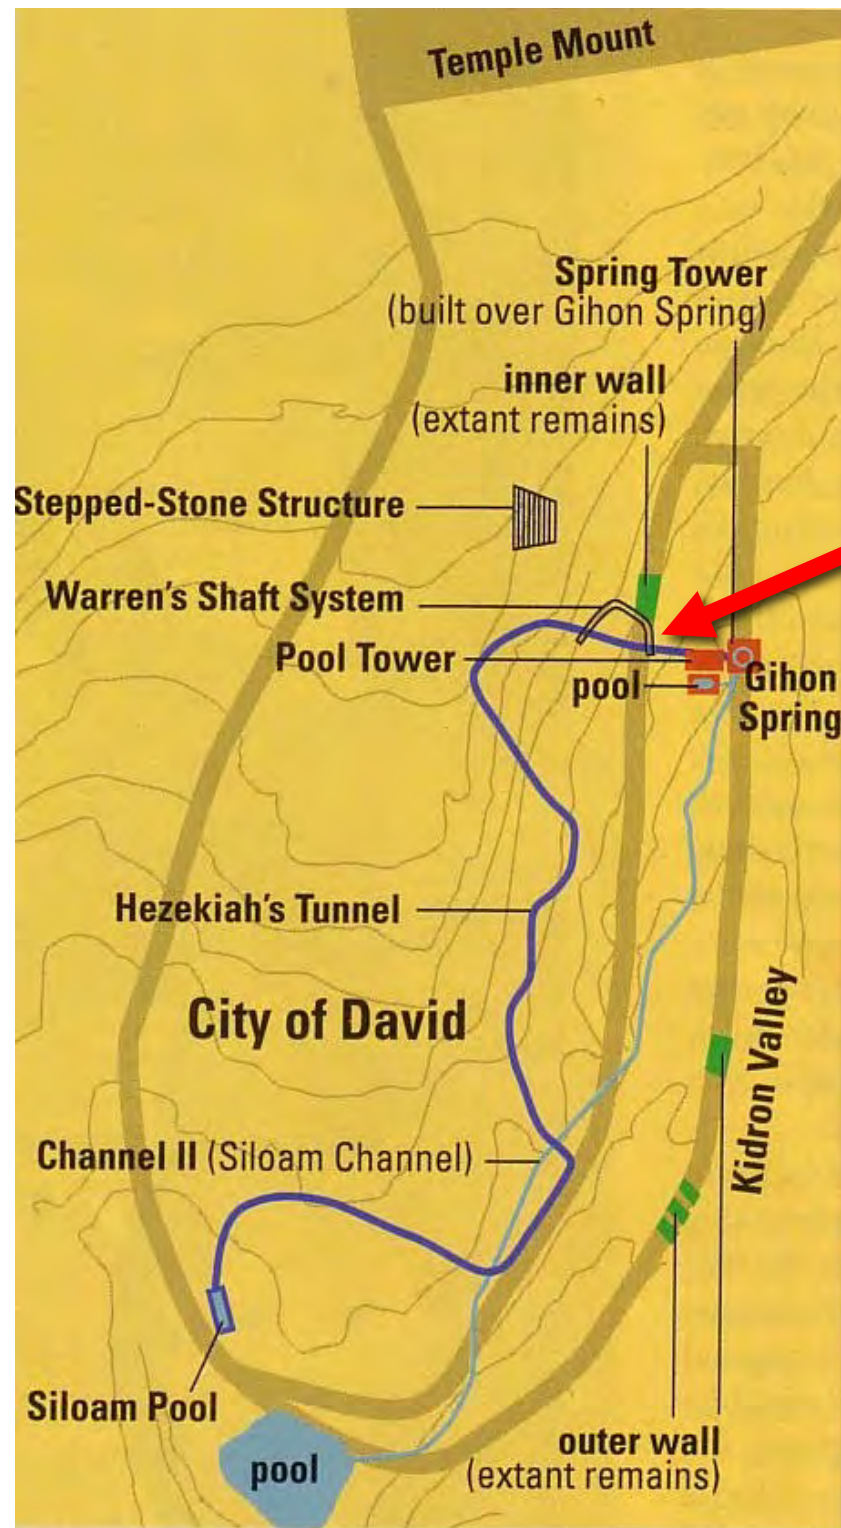 Temple Mount
Spring Tower
(built over Gihon Spring)
inner wall
(extant remains)
Stepped-Stone Structure
Warren's Shaft System
Pool Tower
pool
Gihon
Spring
Hezekiah's Tunnel
City of David
Kidron Valley
Channel II (Siloam Channel)
Siloam Pool
pool
outer wall
(extant remains)